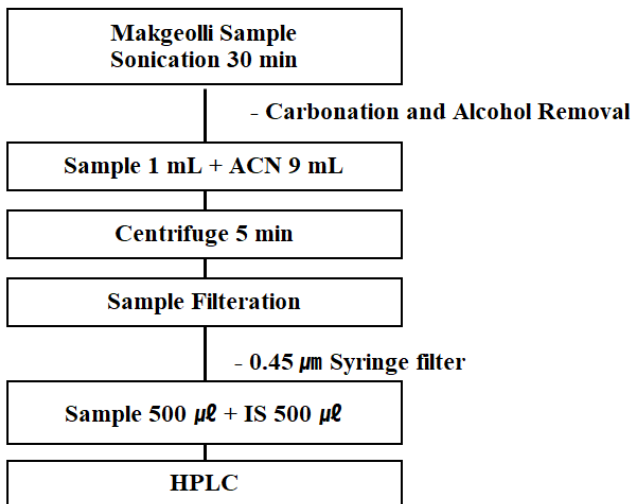 Makgeolli Sample
Sonication 30 min
- Carbonation and Alcohol Removal
Sample 1 mL + ACN 9 mL
Centrifuge 5 min
Sample Filteration
- 0.45 ㎛ Syringe filter
Sample 500 ㎕ + IS 500 ㎕
HPLC